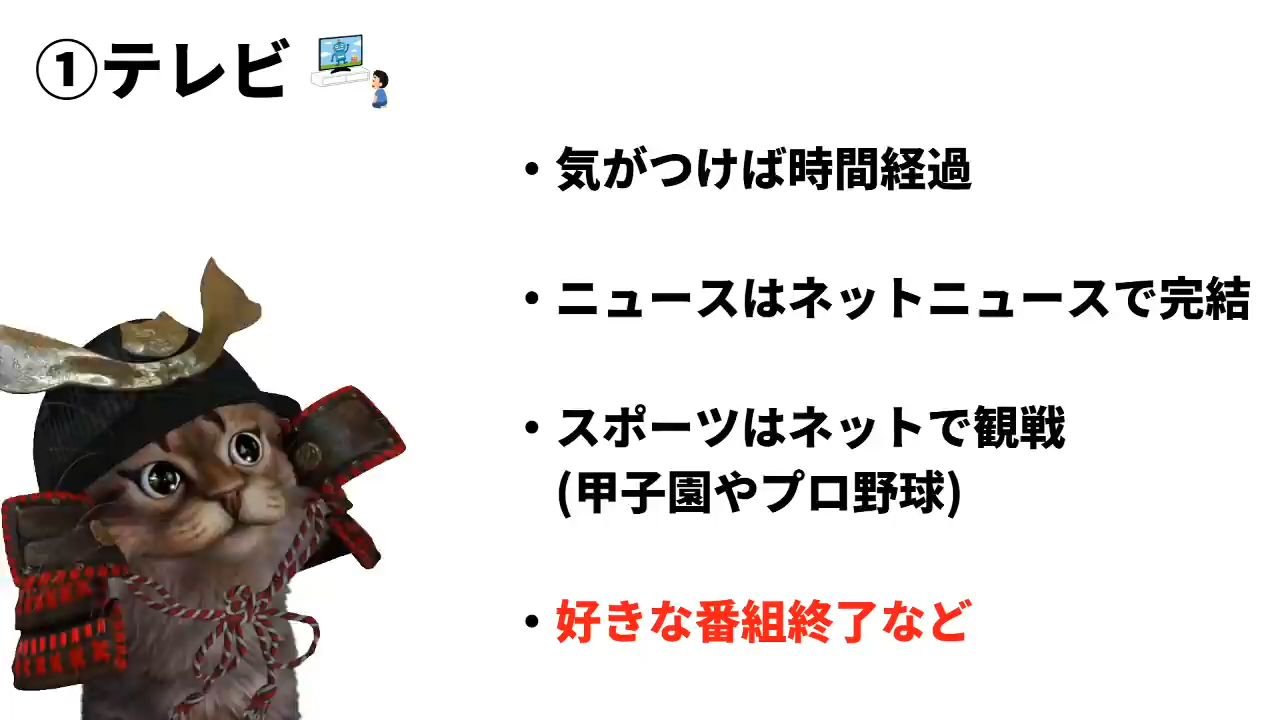 ①テレビ
・気がつけば時間経過
・ニュースはネットニュースで完結
・スポーツはネットで観戦
(甲子園やプロ野球)
・好きな番組終了など